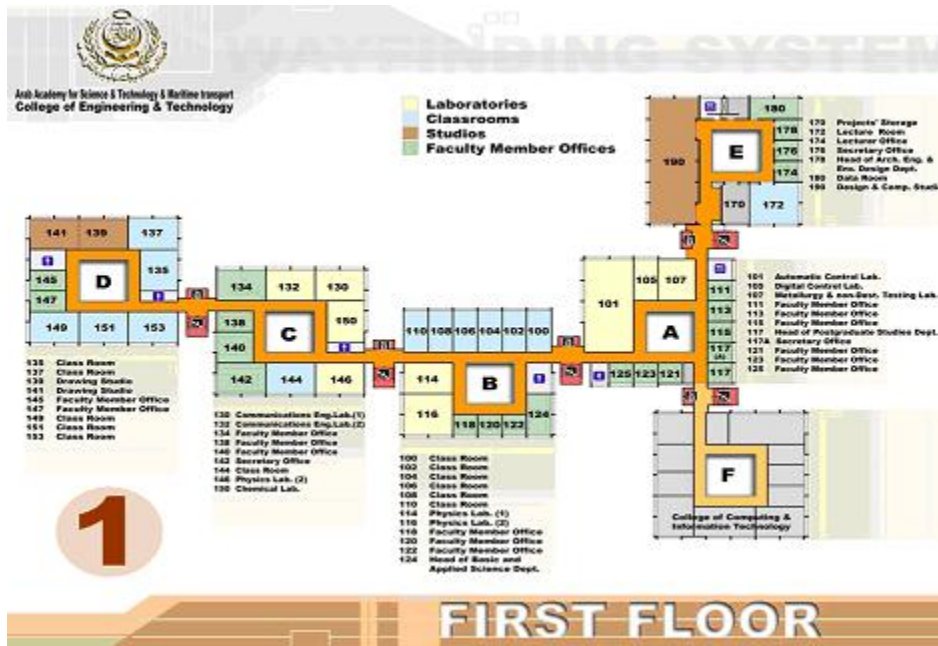 WAYFINDING SYSTEM
Arab Academy for Science & Technology & Maritime transport
College of Engineering & Technology
Laboratories
Classrooms
Studios
Faculty Member Offices
190
180
178
176
174
E
170
172
170 Projects' Storage
172 Lecture Room
174 Lecturer Office
176 Secretary Office
178 Head of Arch. Eng. &
Env. Design Dept.
180 Data Room
190 Design & Comp. Studio
141 139 137
135
145
147
D
149 151 153
134 132 130
138
140
C
150
142 144 146
110 108 106 104 102 100
114
116
B
118 120 122
124
101
105 107
A
111
113
115
117
(A)
117
125 123 121
F
College of Computing &
Information Technology
101 Automatic Control Lab.
105 Digital Control Lab.
107 Metallurgy & non-Dest. Testing Lab.
111 Faculty Member Office
113 Faculty Member Office
115 Faculty Member Office
117 Head of Postgraduate Studies Dept.
117A Secretary Office
121 Faculty Member Office
123 Faculty Member Office
125 Faculty Member Office
135 Class Room
137 Class Room
139 Drawing Studio
141 Drawing Studio
145 Faculty Member Office
147 Faculty Member Office
149 Class Room
151 Class Room
153 Class Room
130 Communications Eng.Lab.(1)
132 Communications Eng.Lab.(2)
134 Faculty Member Office
138 Faculty Member Office
140 Faculty Member Office
142 Secretary Office
144 Class Room
146 Physics Lab. (2)
150 Chemical Lab.
100 Class Room
102 Class Room
104 Class Room
106 Class Room
108 Class Room
110 Class Room
114 Physics Lab. (1)
116 Physics Lab. (2)
118 Faculty Member Office
120 Faculty Member Office
122 Faculty Member Office
124 Head of Basic and
Applied Science Dept.
1
FIRST FLOOR